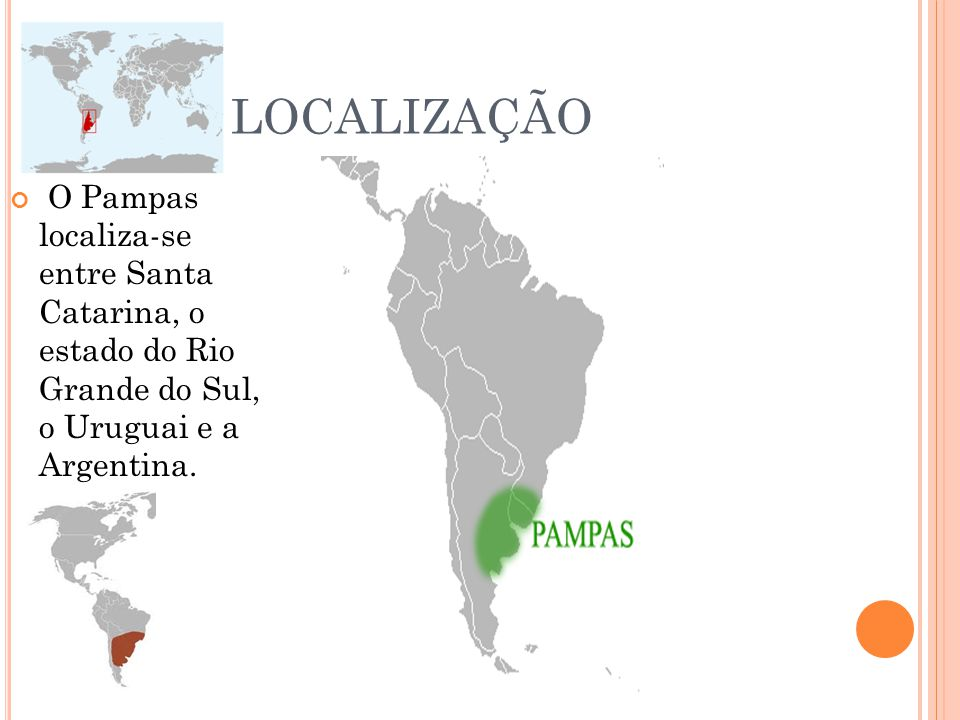 LOCALIZAÇÃO
O Pampas
localiza-se
entre Santa
Catarina, o
estado do Rio
Grande do Sul,
o Uruguai e a
Argentina.
PAMPAS